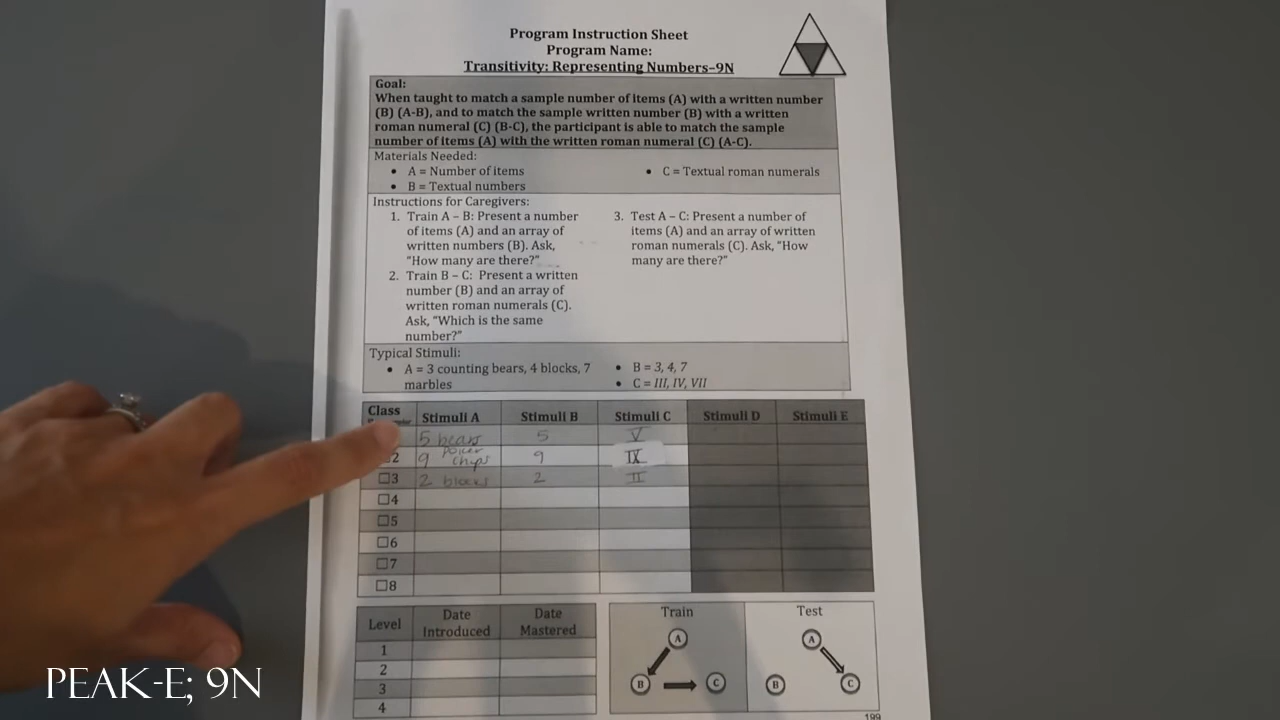 Program Instruction Sheet
Program Name:
Transitivity: Representing Numbers–9N
Goal:
When taught to match a sample number of items (A) with a written number
(B) (A-B), and to match the sample written number (B) with a written
roman numeral (C) (B-C), the participant is able to match the sample
number of items (A) with the written roman numeral (C) (A-C).
Materials Needed:
• A = Number of items
• B = Textual numbers
• C = Textual roman numerals
Instructions for Caregivers:
1. Train A – B: Present a number
of items (A) and an array of
written numbers (B). Ask,
"How many are there?"
2. Train B – C: Present a written
number (B) and an array of
written roman numerals (C).
Ask, "Which is the same
number?"
3. Test A – C: Present a number of
items (A) and an array of written
roman numerals (C). Ask, "How
many are there?"
Typical Stimuli:
• A = 3 counting bears, 4 blocks, 7
marbles
• B = 3, 4, 7
• C = III, IV, VII
Class Stimuli A Stimuli B Stimuli C Stimuli D Stimuli E
5 bears 5 V
2 9 poker chips 9 IX
3 2 blocks 2 II
4
5
6
7
8
Level Date Introduced Date Mastered
1
2
3
4
Train
A
B C
Test
A
B C
199
PEAK-E; 9N